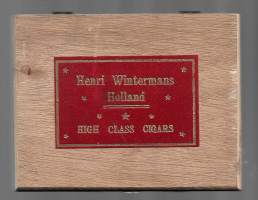 Henri Wintermans
Holland
HIGH CLASS CIGARS